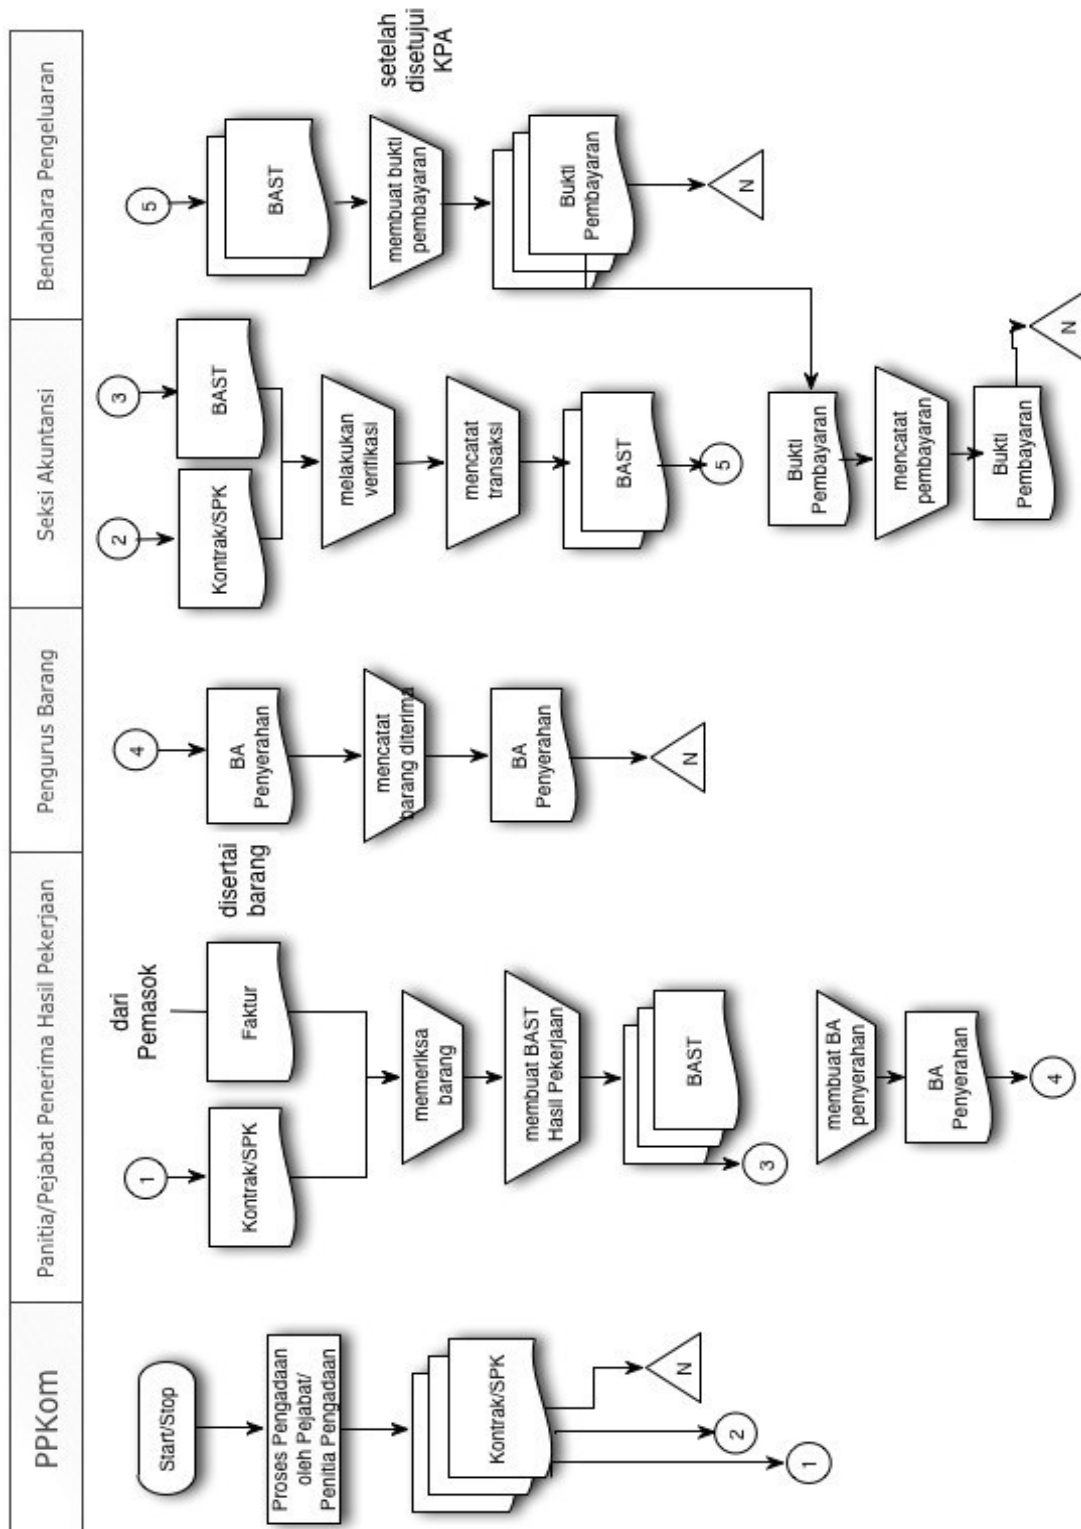 PPKom
Panitia/Pejabat Penerima Hasil Pekerjaan
Pengurus Barang
Seksi Akuntansi
Bendahara Pengeluaran
Start/Stop
Proses Pengadaan
oleh Pejabat/
Penitia Pengadaan
Kontrak/SPK
N
2
1
1
dari
Pemasok
Kontrak/SPK
Faktur
disertai
barang
memeriksa
barang
membuat BAST
Hasil Pekerjaan
BAST
3
membuat BA
penyerahan
BA
Penyerahan
4
4
BA
Penyerahan
mencatat
barang diterima
BA
Penyerahan
N
2
3
Kontrak/SPK
BAST
melakukan
verifikasi
mencatat
transaksi
BAST
5
Bukti
Pembayaran
mencatat
pembayaran
Bukti
Pembayaran
N
5
BAST
membuat bukti
pembayaran
setelah
disetujui
KPA
Bukti
Pembayaran
N